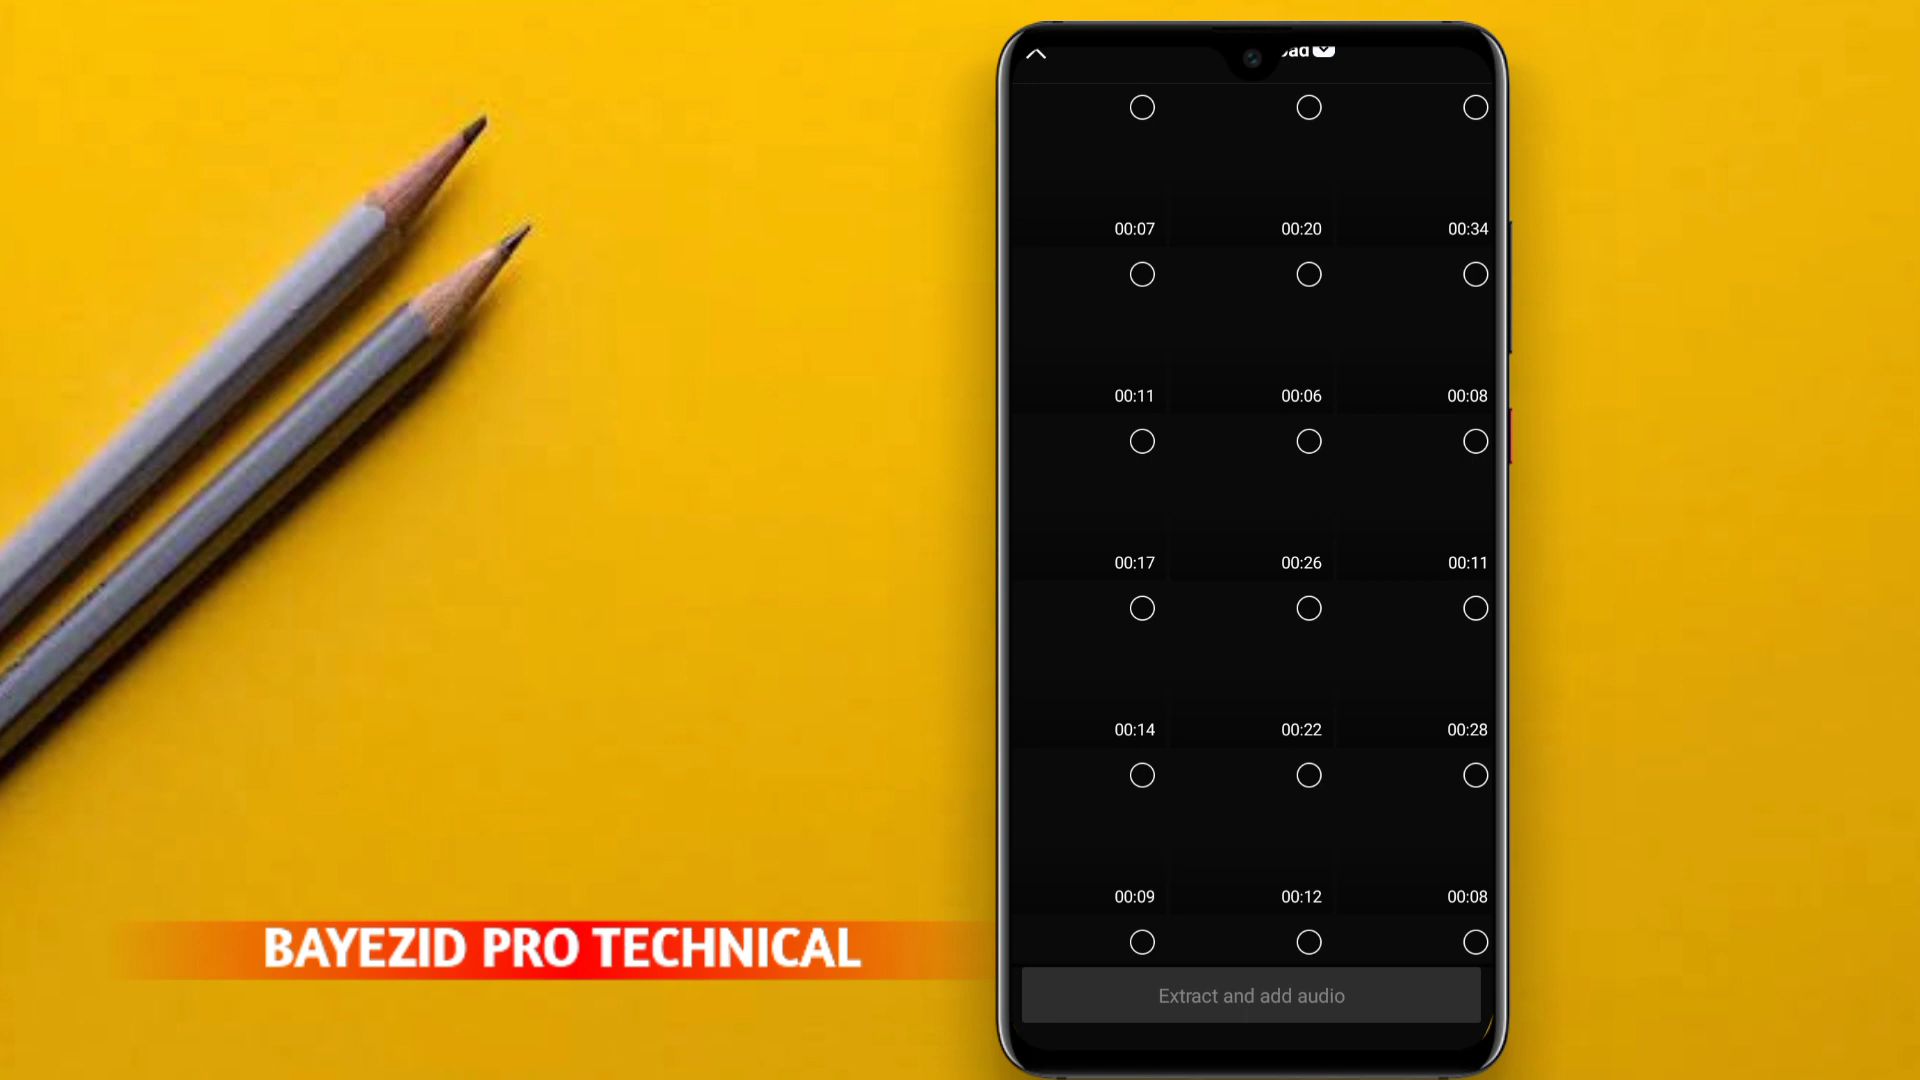 00:07 00:20 00:34
00:11 00:06 00:08
00:17 00:26 00:11
00:14 00:22 00:28
00:09 00:12 00:08
Extract and add audio
BAYEZID PRO TECHNICAL